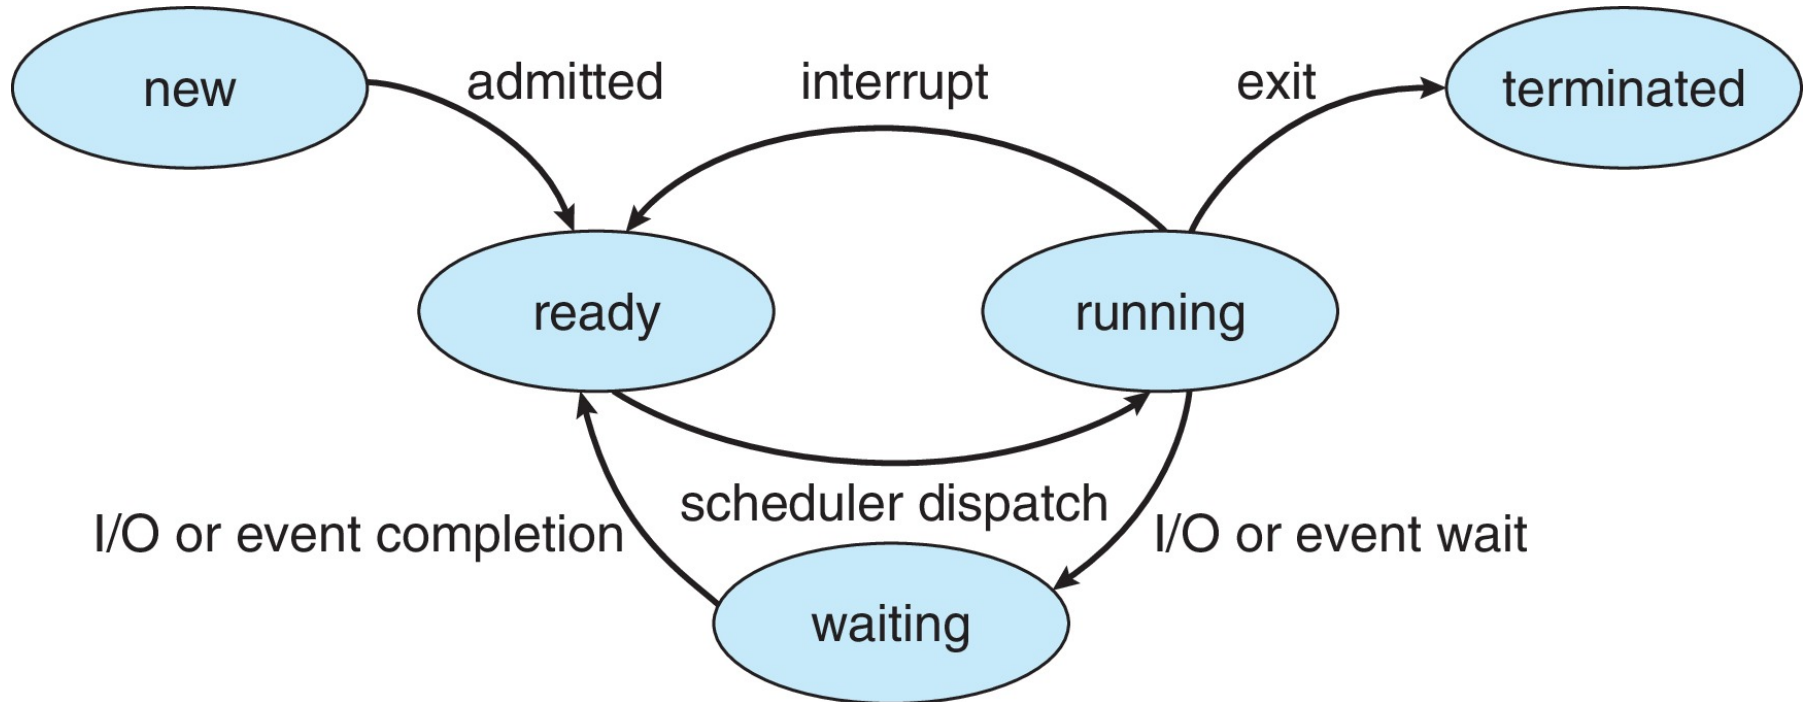 new
admitted
interrupt
exit
terminated
ready
running
scheduler dispatch
I/O or event completion
I/O or event wait
waiting